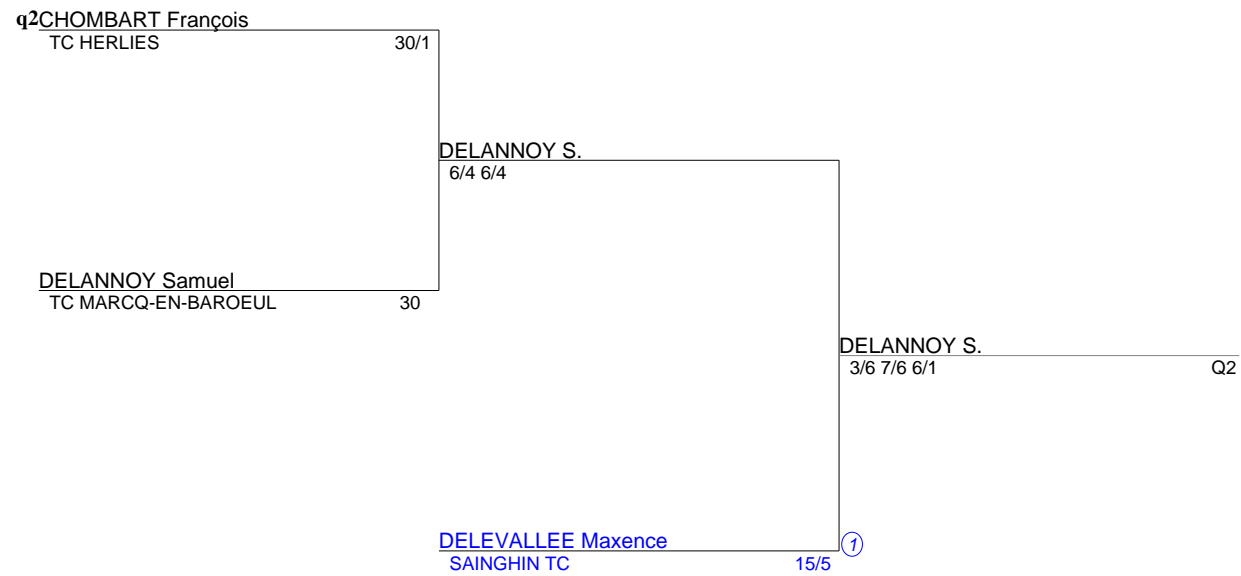 q2CHOMBART François
TC HERLIES 30/1
DELANNOY S.
6/4 6/4
DELANNOY Samuel
TC MARCQ-EN-BAROEUL 30
DELANNOY S.
3/6 7/6 6/1 Q2
DELEVALLEE Maxence 1
SAINGHIN TC 15/5